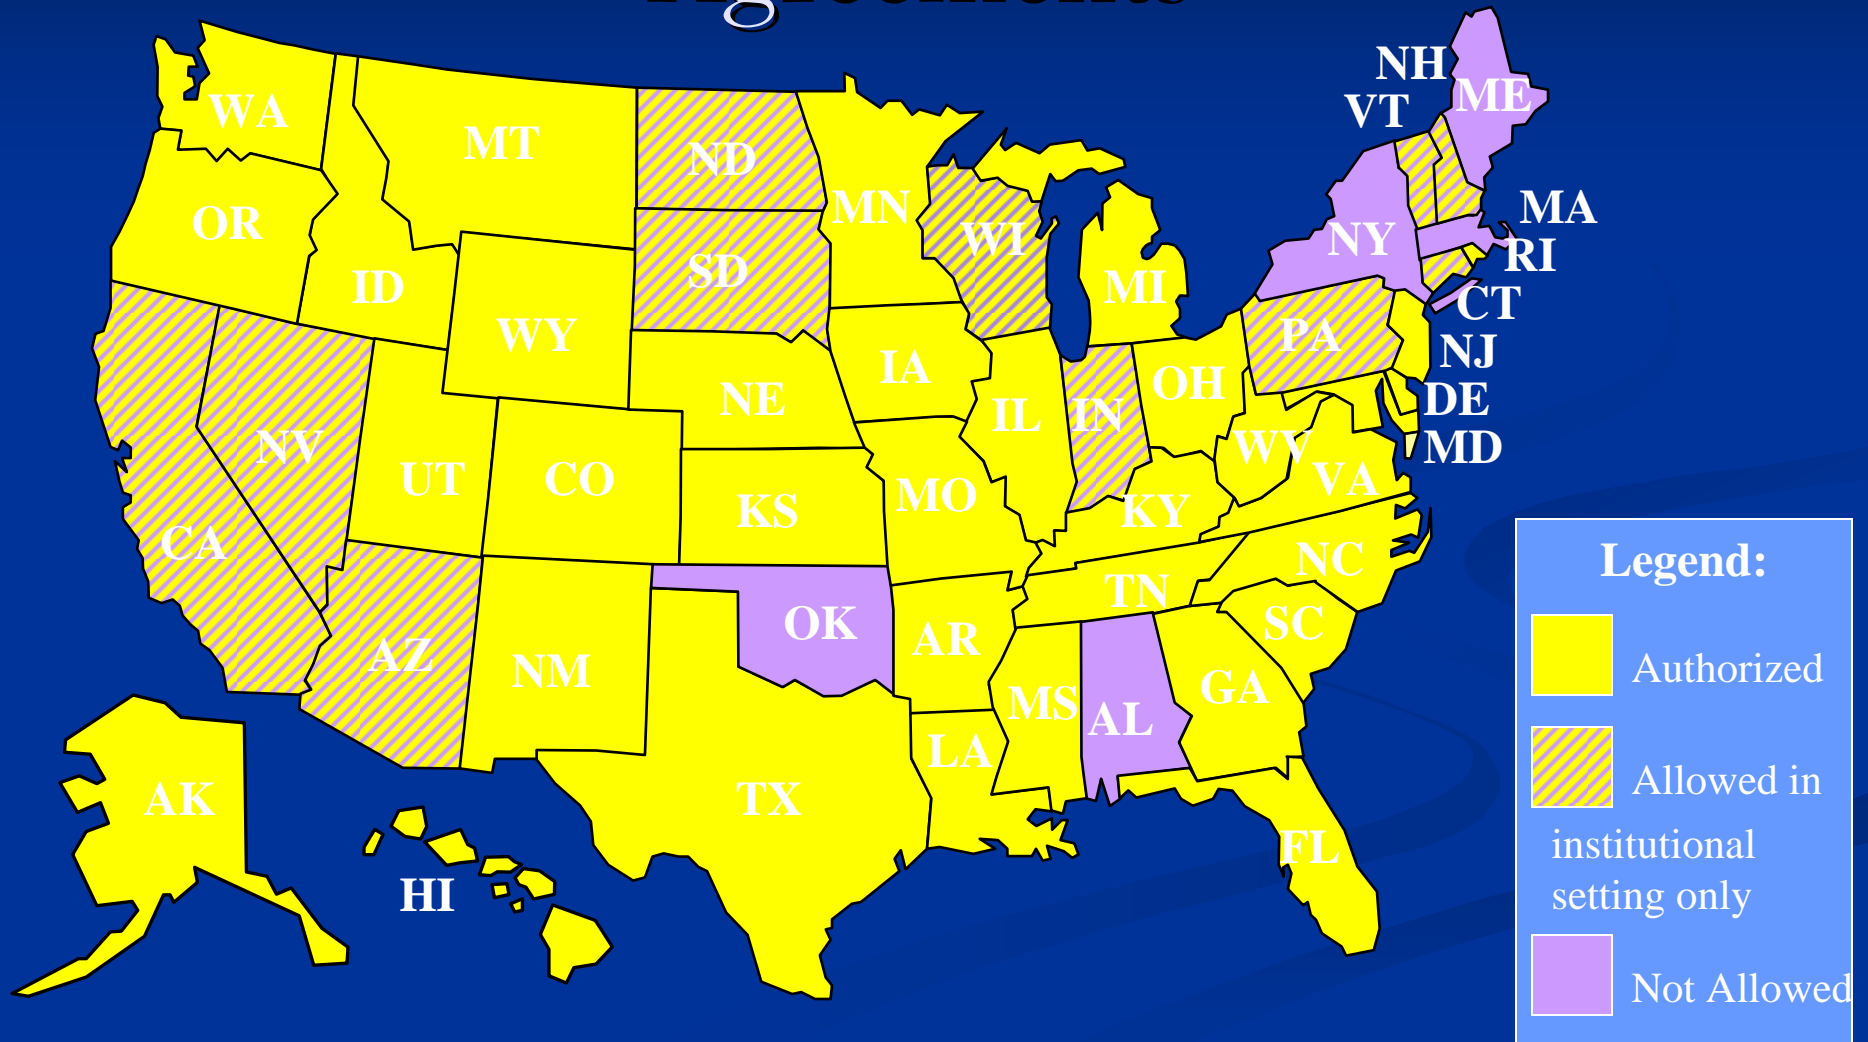 Agreements
NH
ME
VT
WA
MT
ND
MN
OR
WI
MA
NY
RI
SD
ID
MI
CT
WY
PA
NJ
IA
OH
NE
DE
IL
IN
MD
NV
WV
UT
CO
VA
MO
KS
KY
CA
NC
Legend:
TN
OK
SC
AR
AZ
NM
Authorized
GA
MS
AL
LA
Allowed in
AK
TX
institutional
FL
HI
setting only
Not Allowed